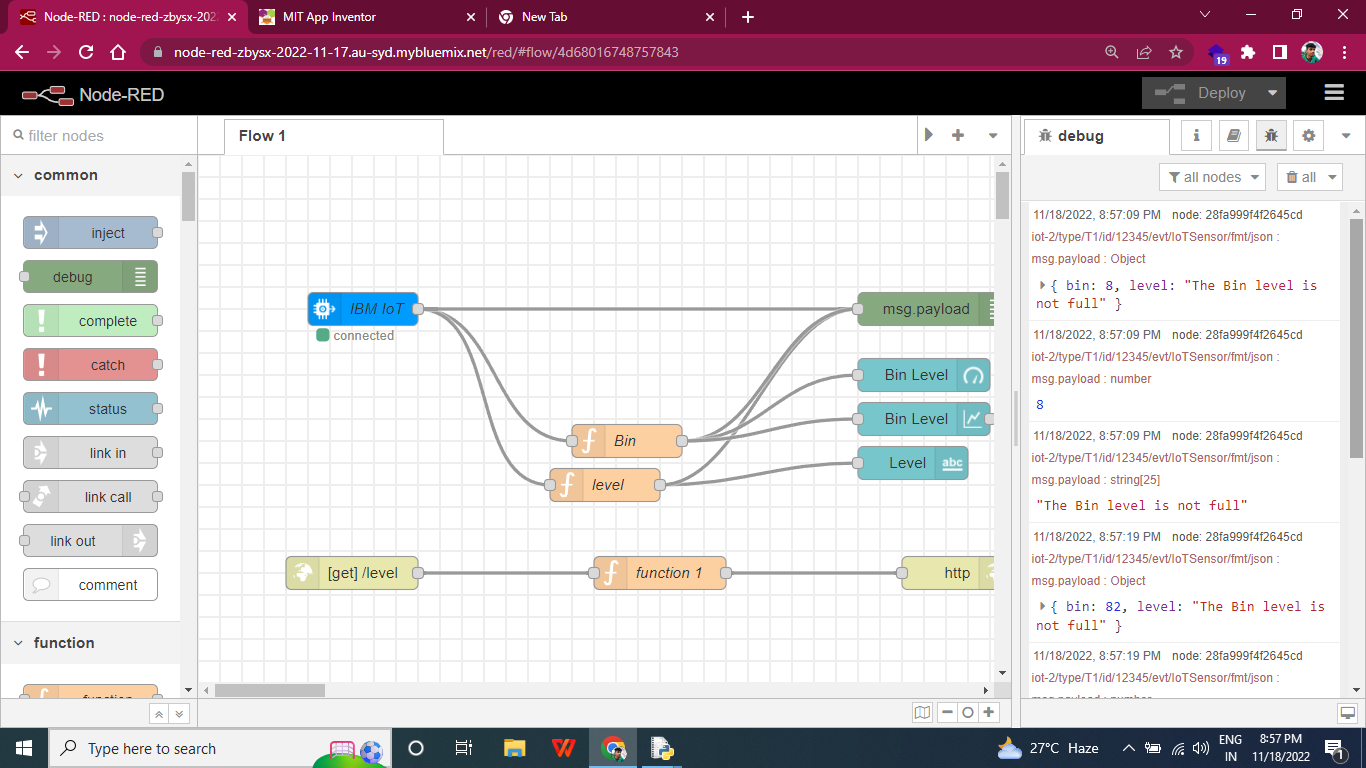 Node-RED : node-red-zbysx-202
MIT App Inventor
New Tab
node-red-zbysx-2022-11-17.au-syd.mybluemix.net/red/#flow/4d68016748757843
19
Node-RED
Deploy
filter nodes
Flow 1
debug
i
all nodes
all
common
inject
debug
complete
catch
status
link in
link call
link out
comment
function
function
IBM IoT
connected
msg.payload
Bin Level
Bin Level
Bin
Level
abc
level
[get] /level
function 1
http
11/18/2022, 8:57:09 PM node: 28fa999f4f2645cd
iot-2/type/T1/id/12345/evt/IoTSensor/fmt/json :
msg.payload : Object
{ bin: 8, level: "The Bin level is
not full" }
11/18/2022, 8:57:09 PM node: 28fa999f4f2645cd
iot-2/type/T1/id/12345/evt/IoTSensor/fmt/json :
msg.payload : number
8
11/18/2022, 8:57:09 PM node: 28fa999f4f2645cd
iot-2/type/T1/id/12345/evt/IoTSensor/fmt/json :
msg.payload : string[25]
"The Bin level is not full"
11/18/2022, 8:57:19 PM node: 28fa999f4f2645cd
iot-2/type/T1/id/12345/evt/IoTSensor/fmt/json :
msg.payload : Object
{ bin: 82, level: "The Bin level is
not full" }
11/18/2022, 8:57:19 PM node: 28fa999f4f2645cd
iot-2/type/T1/id/12345/evt/IoTSensor/fmt/json :
msg.payload : number
Type here to search
27°C Haze
ENG
IN
8:57 PM
11/18/2022
1